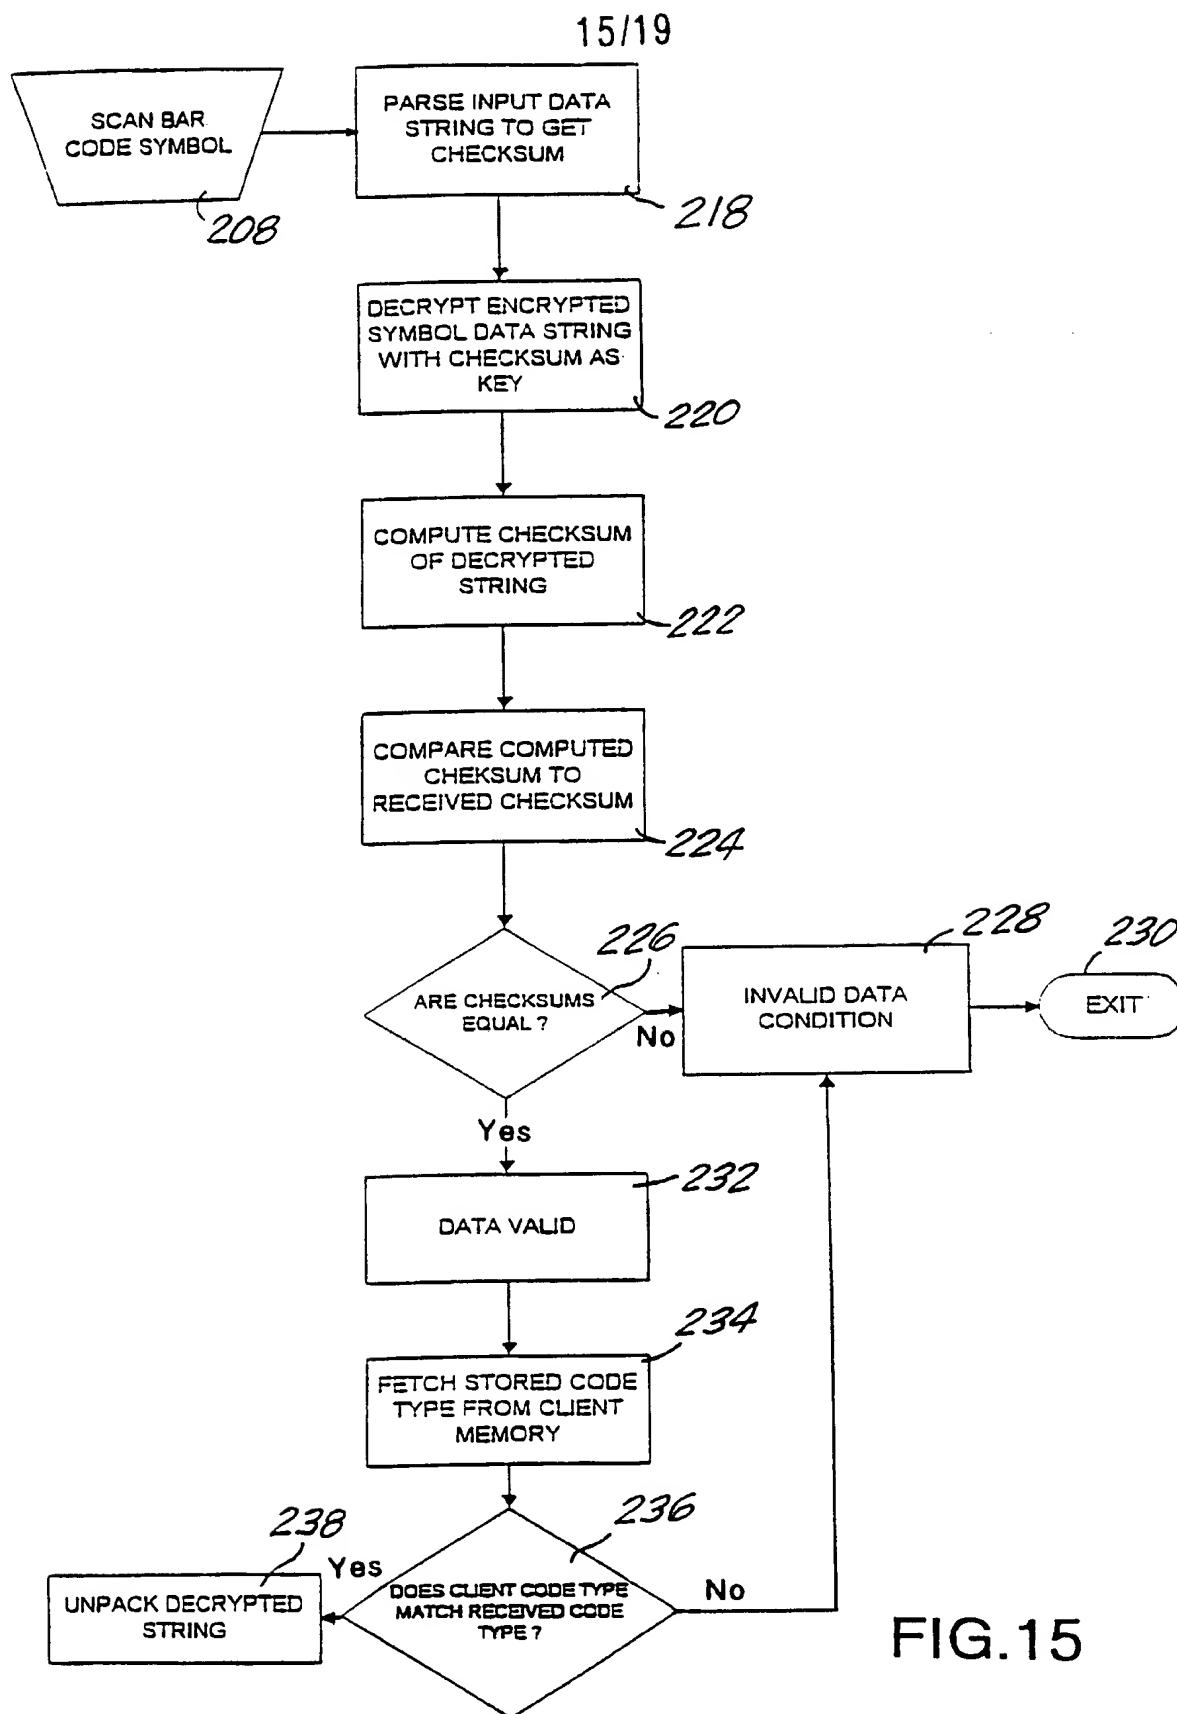 15/19
SCAN BAR
CODE SYMBOL
208
PARSE INPUT DATA
STRING TO GET
CHECKSUM
218
DECRYPT ENCRYPTED
SYMBOL DATA STRING
WITH CHECKSUM AS
KEY
220
COMPUTE CHECKSUM
OF DECRYPTED
STRING
222
COMPARE COMPUTED
CHEKSUM TO
RECEIVED CHECKSUM
224
ARE CHECKSUMS
EQUAL ?
226
No
INVALID DATA
CONDITION
228
EXIT
230
Yes
DATA VALID
232
FETCH STORED CODE
TYPE FROM CLIENT
MEMORY
234
DOES CLIENT CODE TYPE
MATCH RECEIVED CODE
TYPE ?
236
Yes
No
UNPACK DECRYPTED
STRING
238
FIG.15